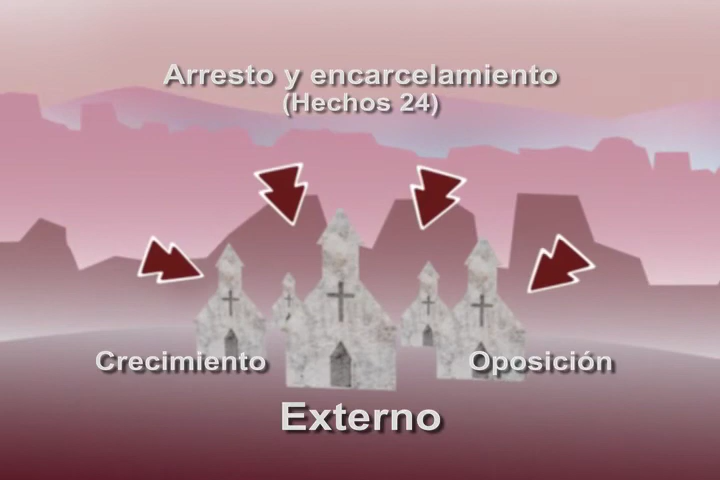 Arresto y encarcelamiento
(Hechos 24)
Crecimiento
Oposición
Externo